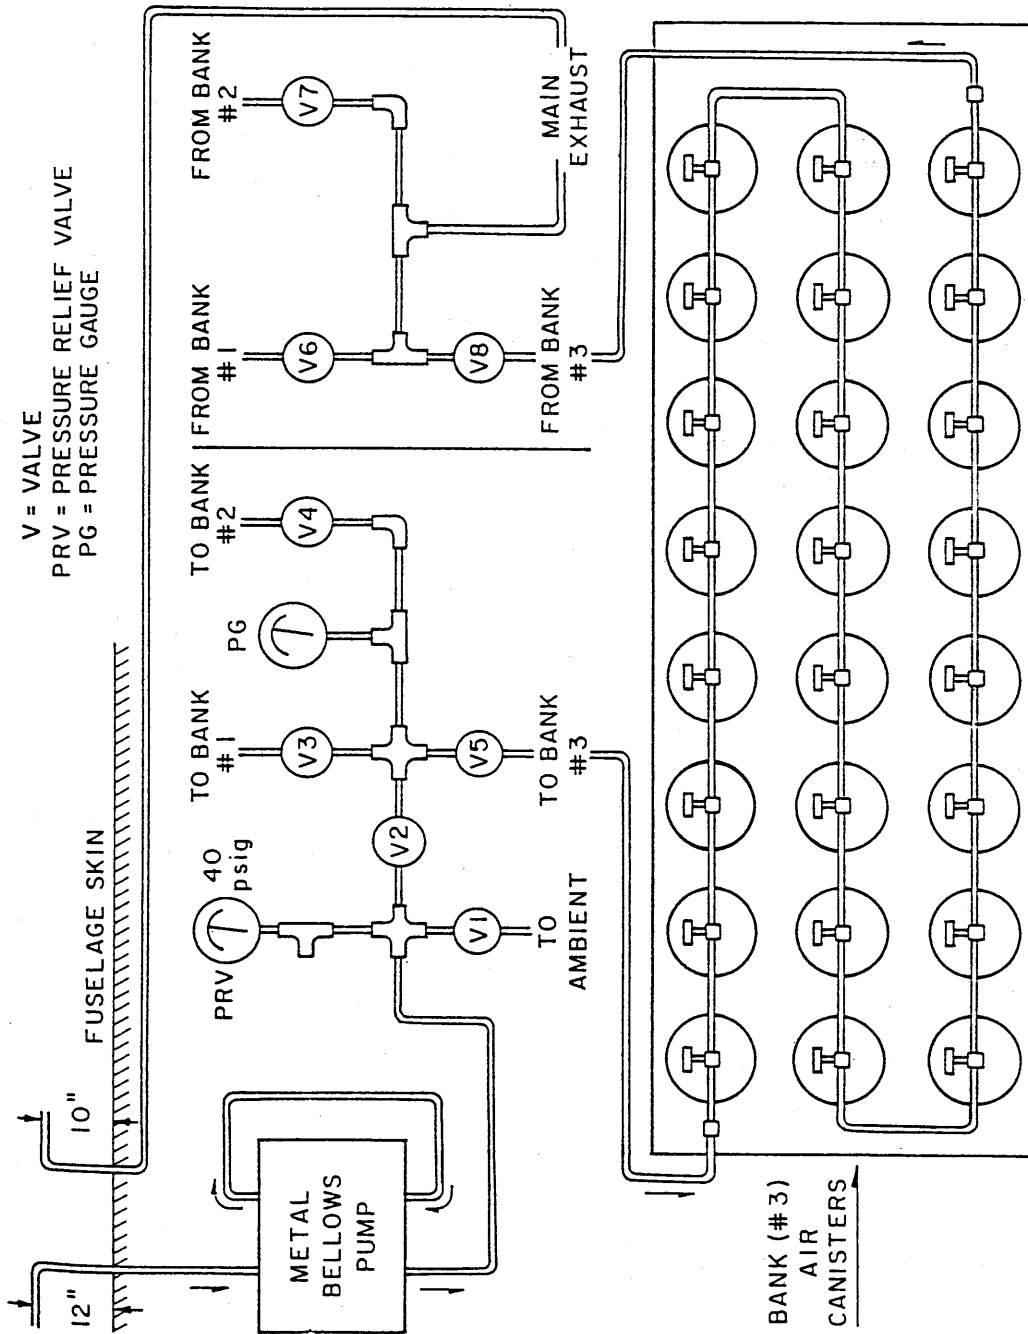 V = VALVE
PRV = PRESSURE RELIEF VALVE
PG = PRESSURE GAUGE
FUSELAGE SKIN
12"
10"
METAL
BELLOWS
PUMP
PRV
40
psig
V1
TO
AMBIENT
V2
TO BANK
#1
V3
V5
TO BANK
#3
PG
TO BANK
#2
V4
FROM BANK
#1
V6
V8
FROM BANK
#3
FROM BANK
#2
V7
MAIN
EXHAUST
BANK (#3)
AIR
CANISTERS